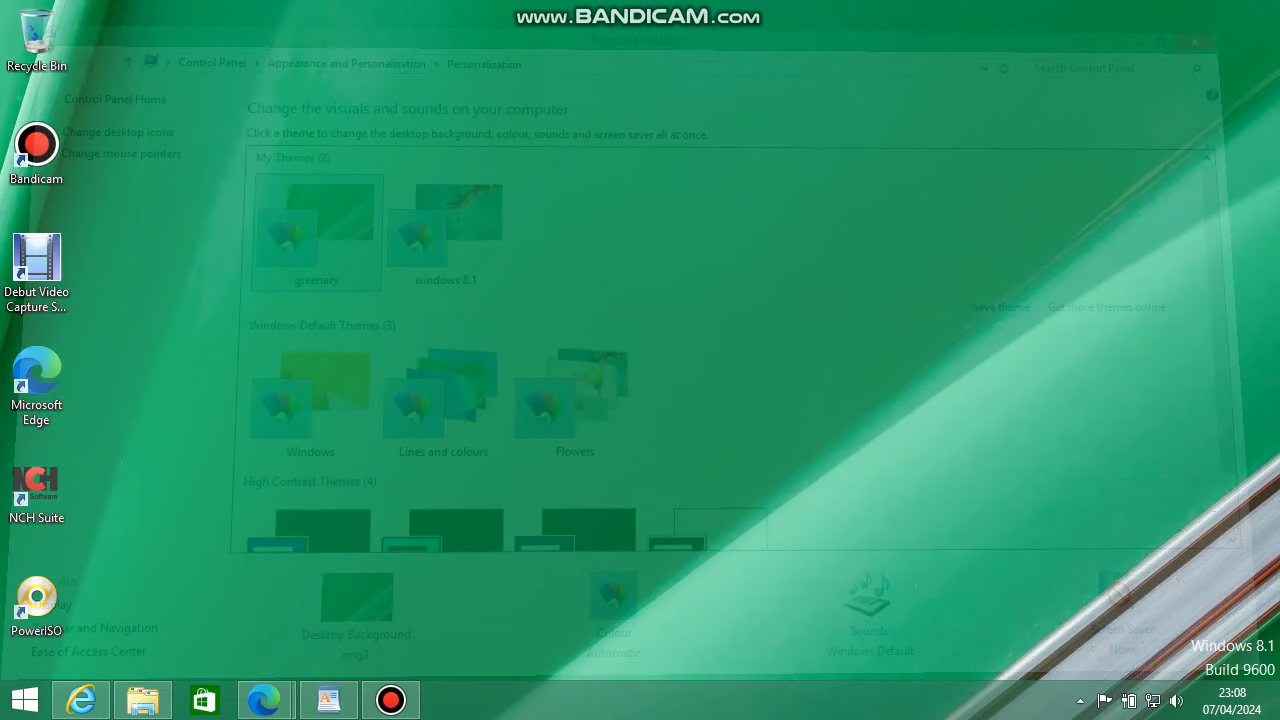 www.BANDICAM.com
Personalisation
Control Panel
Appearance and Personalisation
Personalisation
Search Control Panel
Control Panel Home
Change desktop icons
Change mouse pointers
Change the visuals and sounds on your computer
Click a theme to change the desktop background, colour, sounds and screen saver all at once.
My Themes (2)
greenery
windows 8.1
Save theme
Get more themes online
Windows Default Themes (3)
Windows
Lines and colours
Flowers
High Contrast Themes (4)
Desktop Background
img3
Colour
Automatic
Sounds
Windows Default
Saver
None
Display
and Navigation
Ease of Access Center
Recycle Bin
Bandicam
Debut Video
Capture S...
Microsoft
Edge
NCH
Software
NCH Suite
PowerISO
Windows 8.1
Build 9600
23:08
07/04/2024